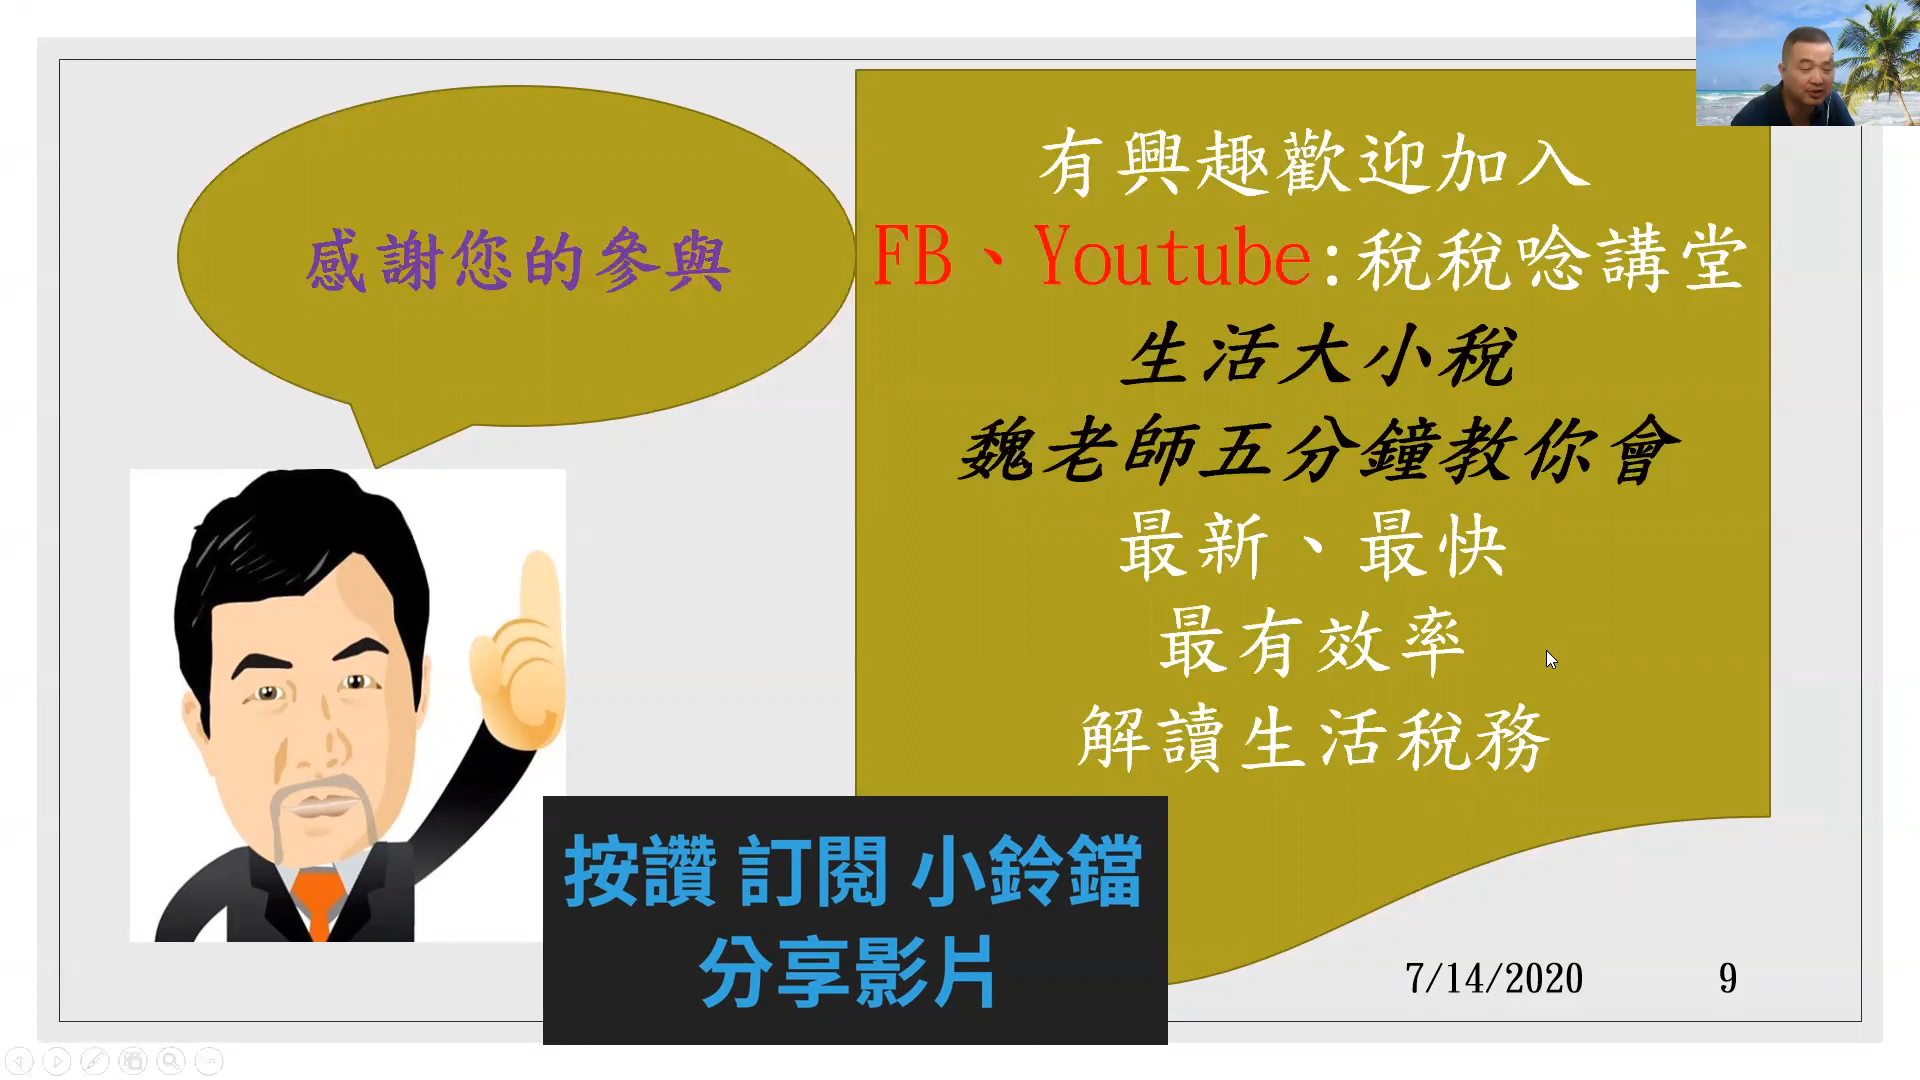 感謝您的參與
有興趣歡迎加入
FB、Youtube:稅稅唸講堂
生活大小稅
魏老師五分鐘教你會
最新、最快
最有效率
解讀生活稅務
按讚 訂閱 小鈴鐺
分享影片
7/14/2020
9